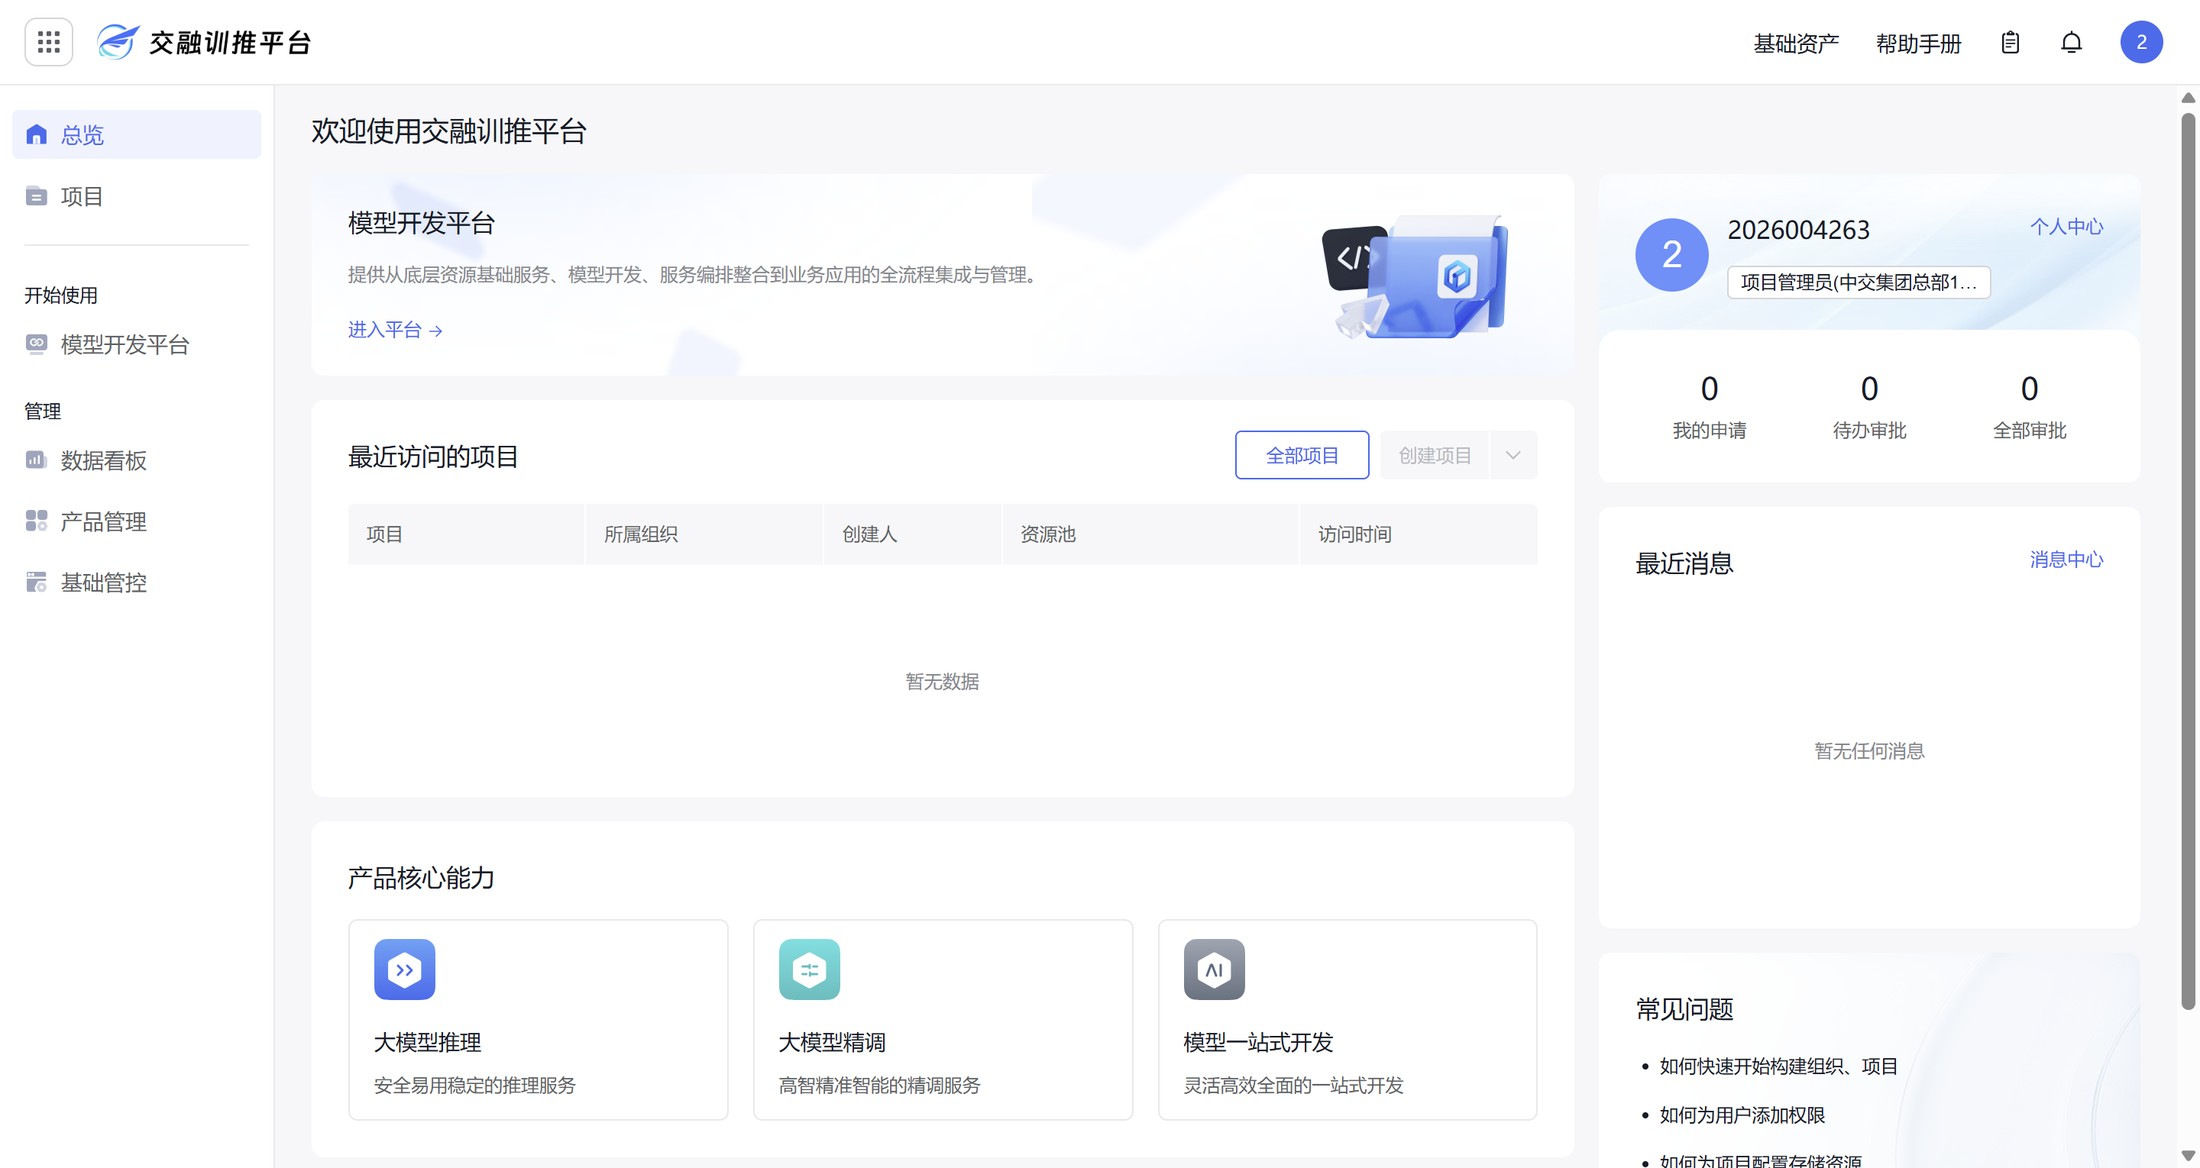 交融训推平台
基础资产
帮助手册
2
总览
项目
开始使用
模型开发平台
管理
数据看板
产品管理
基础管控
欢迎使用交融训推平台
模型开发平台
提供从底层资源基础服务、模型开发、服务编排整合到业务应用的全流程集成与管理。
进入平台 →
</>
最近访问的项目
全部项目
创建项目
项目
所属组织
创建人
资源池
访问时间
暂无数据
产品核心能力
大模型推理
安全易用稳定的推理服务
大模型精调
高智精准智能的精调服务
AI
模型一站式开发
灵活高效全面的一站式开发
2
2026004263
个人中心
项目管理员(中交集团总部1...
0
我的申请
0
待办审批
0
全部审批
最近消息
消息中心
暂无任何消息
常见问题
• 如何快速开始构建组织、项目
• 如何为用户添加权限
• 如何为项目配置存储资源